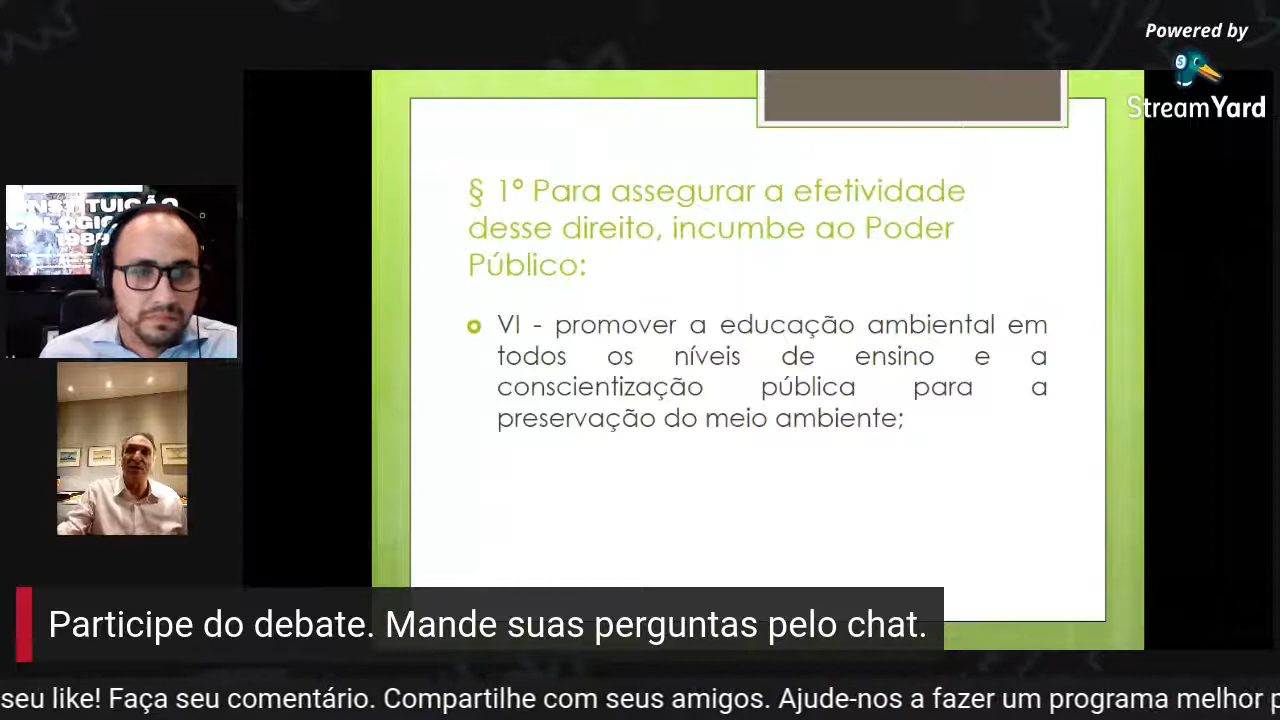 Powered by
StreamYard
§ 1º Para assegurar a efetividade
desse direito, incumbe ao Poder
Público:
VI - promover a educação ambiental em
todos os níveis de ensino e a
conscientização pública para a
preservação do meio ambiente;
Participe do debate. Mande suas perguntas pelo chat.
seu like! Faça seu comentário. Compartilhe com seus amigos. Ajude-nos a fazer um programa melhor p